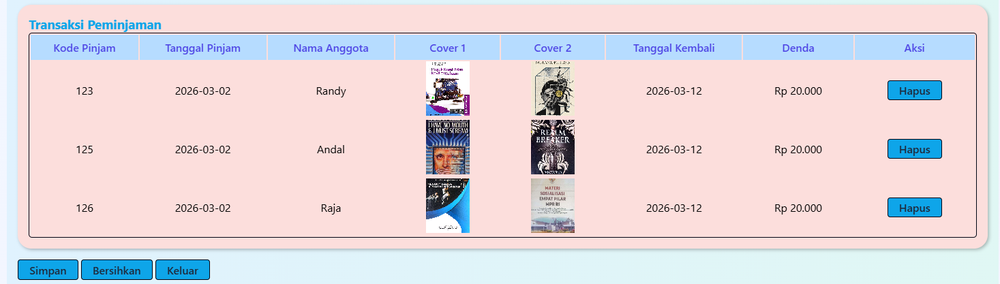 Transaksi Peminjaman
Kode Pinjam Tanggal Pinjam Nama Anggota Cover 1 Cover 2 Tanggal Kembali Denda Aksi
123 2026-03-02 Randy 2026-03-12 Rp 20.000 Hapus
125 2026-03-02 Andal 2026-03-12 Rp 20.000 Hapus
I HAVE NO MOUTH
& I MUST SCREAM
REALM
BREAKER
VICTORIA
126 2026-03-02 Raja 2026-03-12 Rp 20.000 Hapus
MATERI
SOSIALISASI
EMPAT PILAR
MPR RI
Simpan Bersihkan Keluar